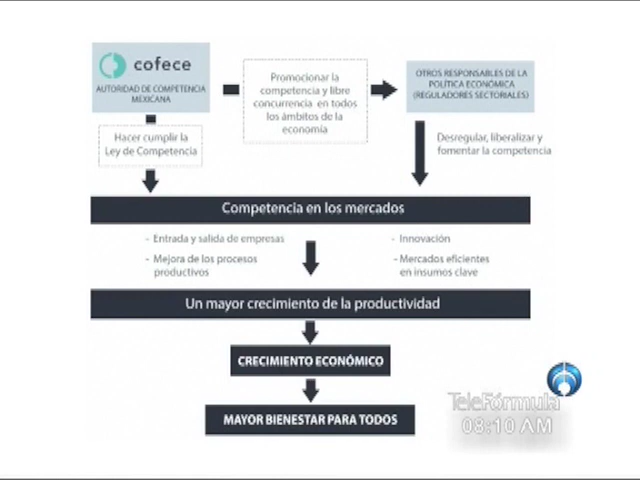 cofece
AUTORIDAD DE COMPETENCIA
MEXICANA
Promocionar la
competencia y libre
concurrencia en todos
los ámbitos de la
economía
OTROS RESPONSABLES DE LA
POLÍTICA ECONÓMICA
(REGULADORES SECTORIALES)
Hacer cumplir la
Ley de Competencia
Desregular, liberalizar y
fomentar la competencia
Competencia en los mercados
- Entrada y salida de empresas
- Mejora de los procesos
productivos
- Innovación
- Mercados eficientes
en insumos clave
Un mayor crecimiento de la productividad
CRECIMIENTO ECONÓMICO
MAYOR BIENESTAR PARA TODOS
TeleFórmula
08:10 AM